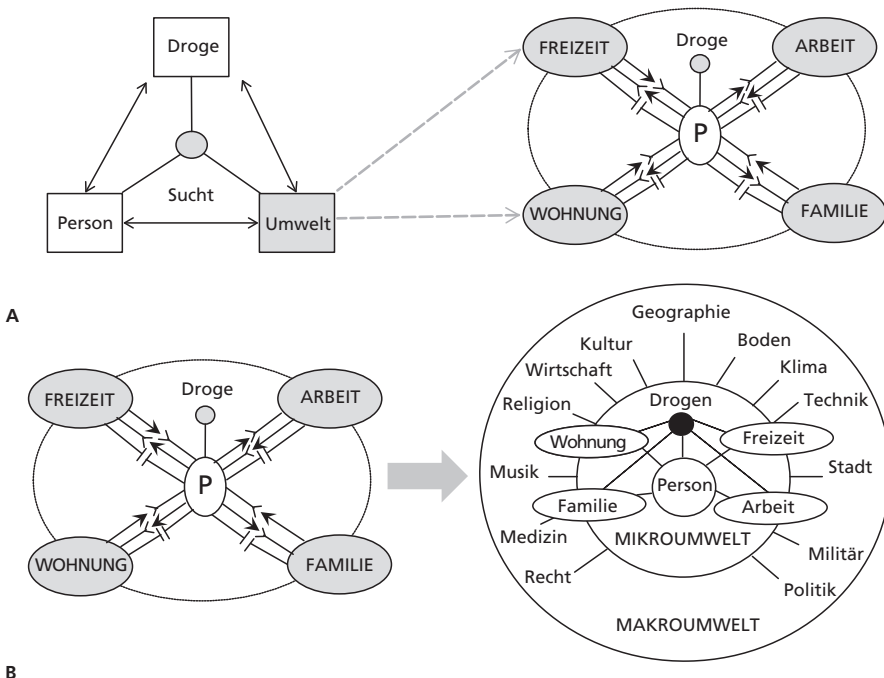 Droge
Sucht
Person
Umwelt
FREIZEIT
Droge
ARBEIT
P
WOHNUNG
FAMILIE
A
FREIZEIT
Droge
ARBEIT
P
WOHNUNG
FAMILIE
Geographie
Kultur
Boden
Wirtschaft
Klima
Religion
Drogen
Technik
Wohnung
Freizeit
Musik
Person
Stadt
Familie
Arbeit
Medizin
MIKROUMWELT
Militär
Recht
Politik
MAKROUMWELT
B